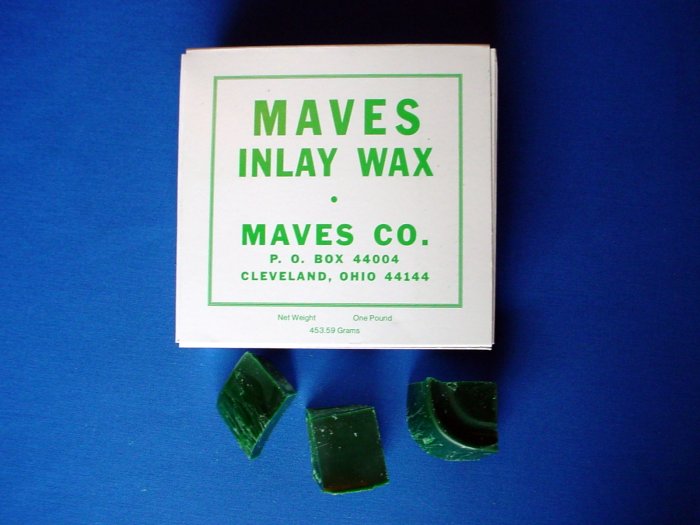 MAVES
INLAY WAX
•
MAVES CO.
P. O. BOX 44004
CLEVELAND, OHIO 44144
Net Weight One Pound
453.59 Grams